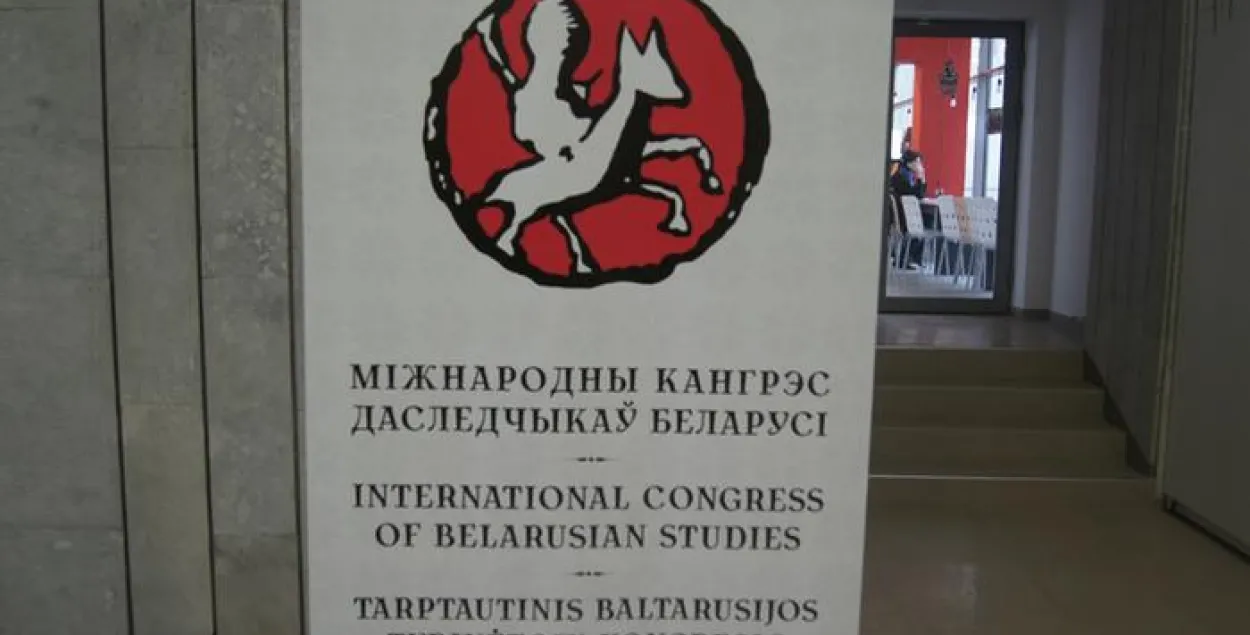 МІЖНАРОДНЫ КАНГРЭС
ДАСЛЕДЧЫКАЎ БЕЛАРУСІ
INTERNATIONAL CONGRESS
OF BELARUSIAN STUDIES
TARPTAUTINIS BALTARUSIJOS